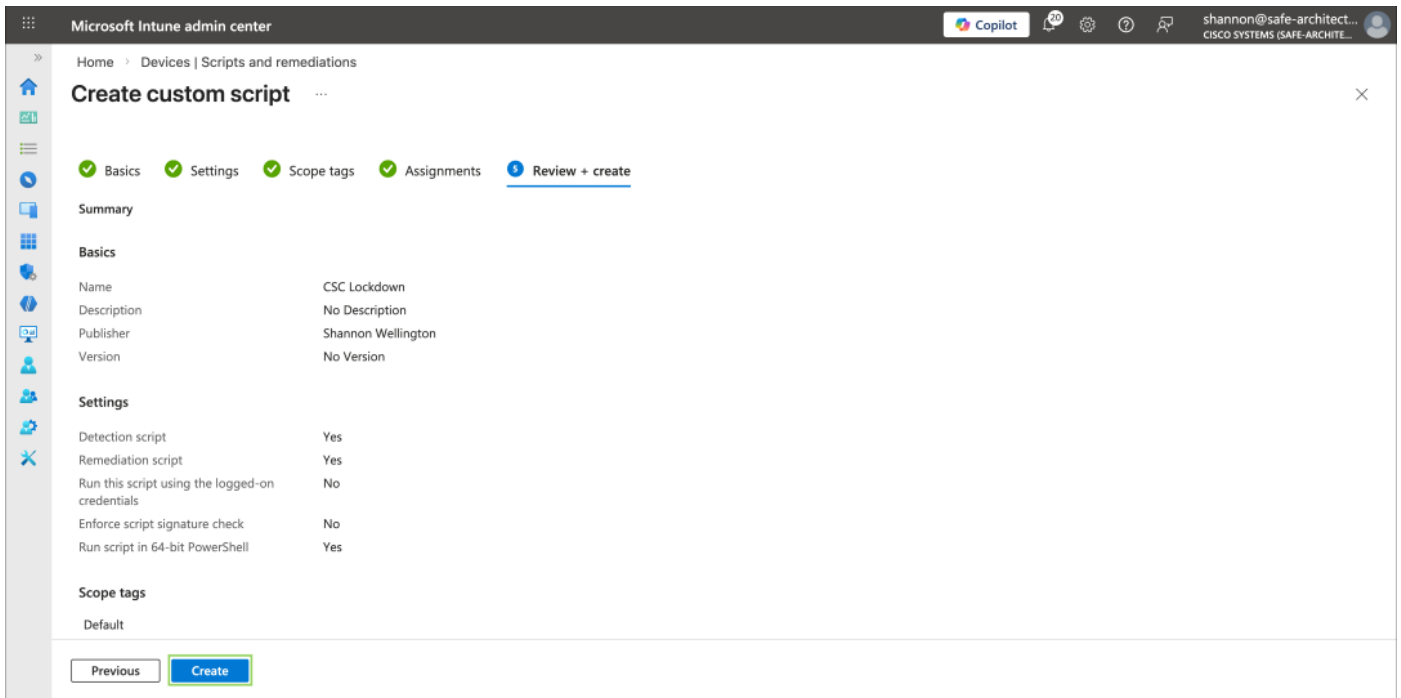 Microsoft Intune admin center
Copilot
20
shannon@safe-architect...
CISCO SYSTEMS (SAFE-ARCHITE...
Home > Devices | Scripts and remediations
Create custom script ...
Basics Settings Scope tags Assignments 5 Review + create
Summary
Basics
Name CSC Lockdown
Description No Description
Publisher Shannon Wellington
Version No Version
Settings
Detection script Yes
Remediation script Yes
Run this script using the logged-on No
credentials
Enforce script signature check No
Run script in 64-bit PowerShell Yes
Scope tags
Default
Previous Create